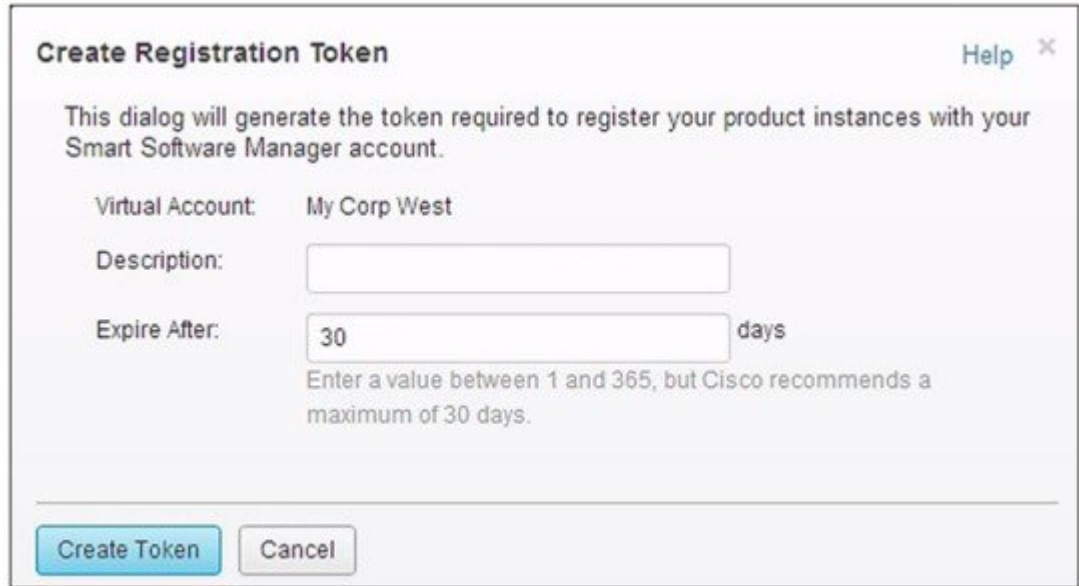 Create Registration Token
Help ×
This dialog will generate the token required to register your product instances with your
Smart Software Manager account.
Virtual Account: My Corp West
Description:
Expire After: 30 days
Enter a value between 1 and 365, but Cisco recommends a
maximum of 30 days.
Create Token Cancel